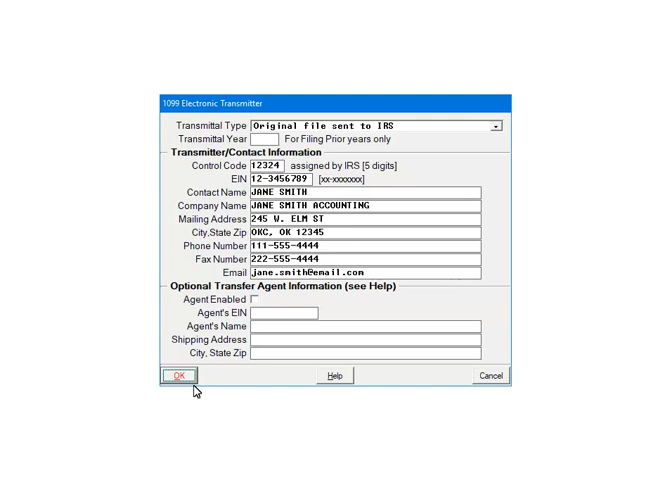 1099 Electronic Transmitter
Transmittal Type Original file sent to IRS
Transmittal Year For Filing Prior years only
Transmitter/Contact Information
Control Code 12324 assigned by IRS [5 digits]
EIN 12-3456789 [xx-xxxxxxx]
Contact Name JANE SMITH
Company Name JANE SMITH ACCOUNTING
Mailing Address 245 W. ELM ST
City,State Zip OKC, OK 12345
Phone Number 111-555-4444
Fax Number 222-555-4444
Email jane.smith@email.com
Optional Transfer Agent Information (see Help)
Agent Enabled
Agent's EIN
Agent's Name
Shipping Address
City, State Zip
OK Help Cancel